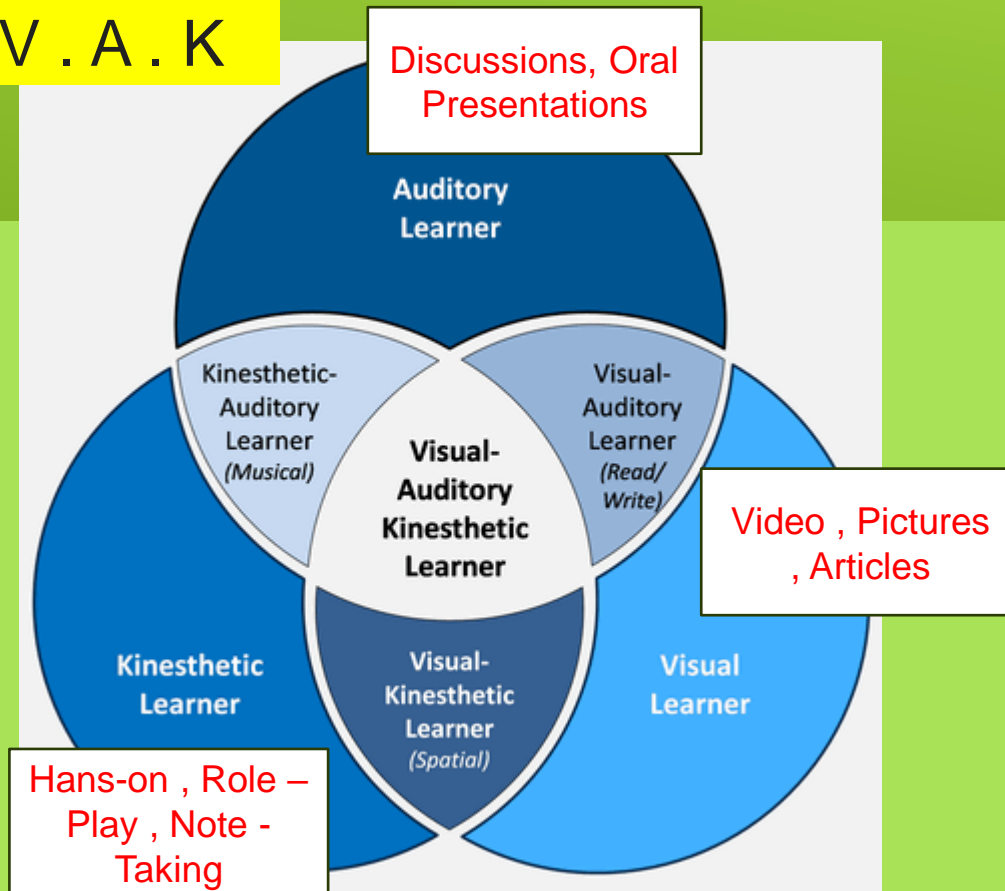 V . A . K
Discussions, Oral
Presentations
Auditory
Learner
Kinesthetic-
Auditory
Learner
(Musical)
Visual-
Auditory
Learner
(Read/
Write)
Visual-
Auditory
Kinesthetic
Learner
Video , Pictures
, Articles
Kinesthetic
Learner
Visual-
Kinesthetic
Learner
(Spatial)
Visual
Learner
Hans-on , Role –
Play , Note -
Taking